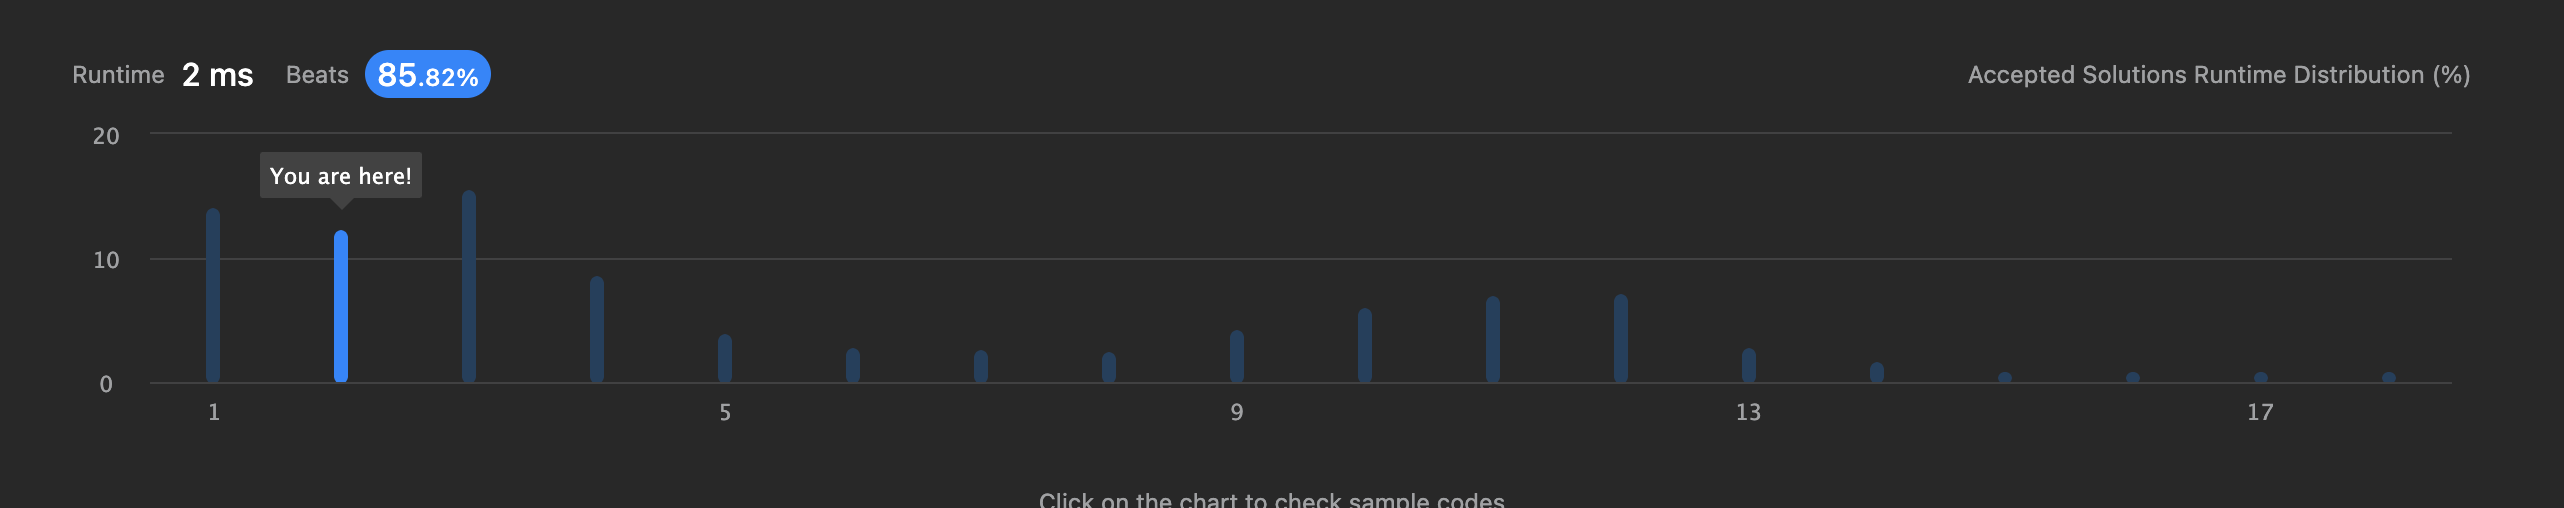 Runtime 2 ms Beats 85.82%
Accepted Solutions Runtime Distribution (%)
20
You are here!
10
0
1 5 9 13 17
Click on the chart to check sample codes